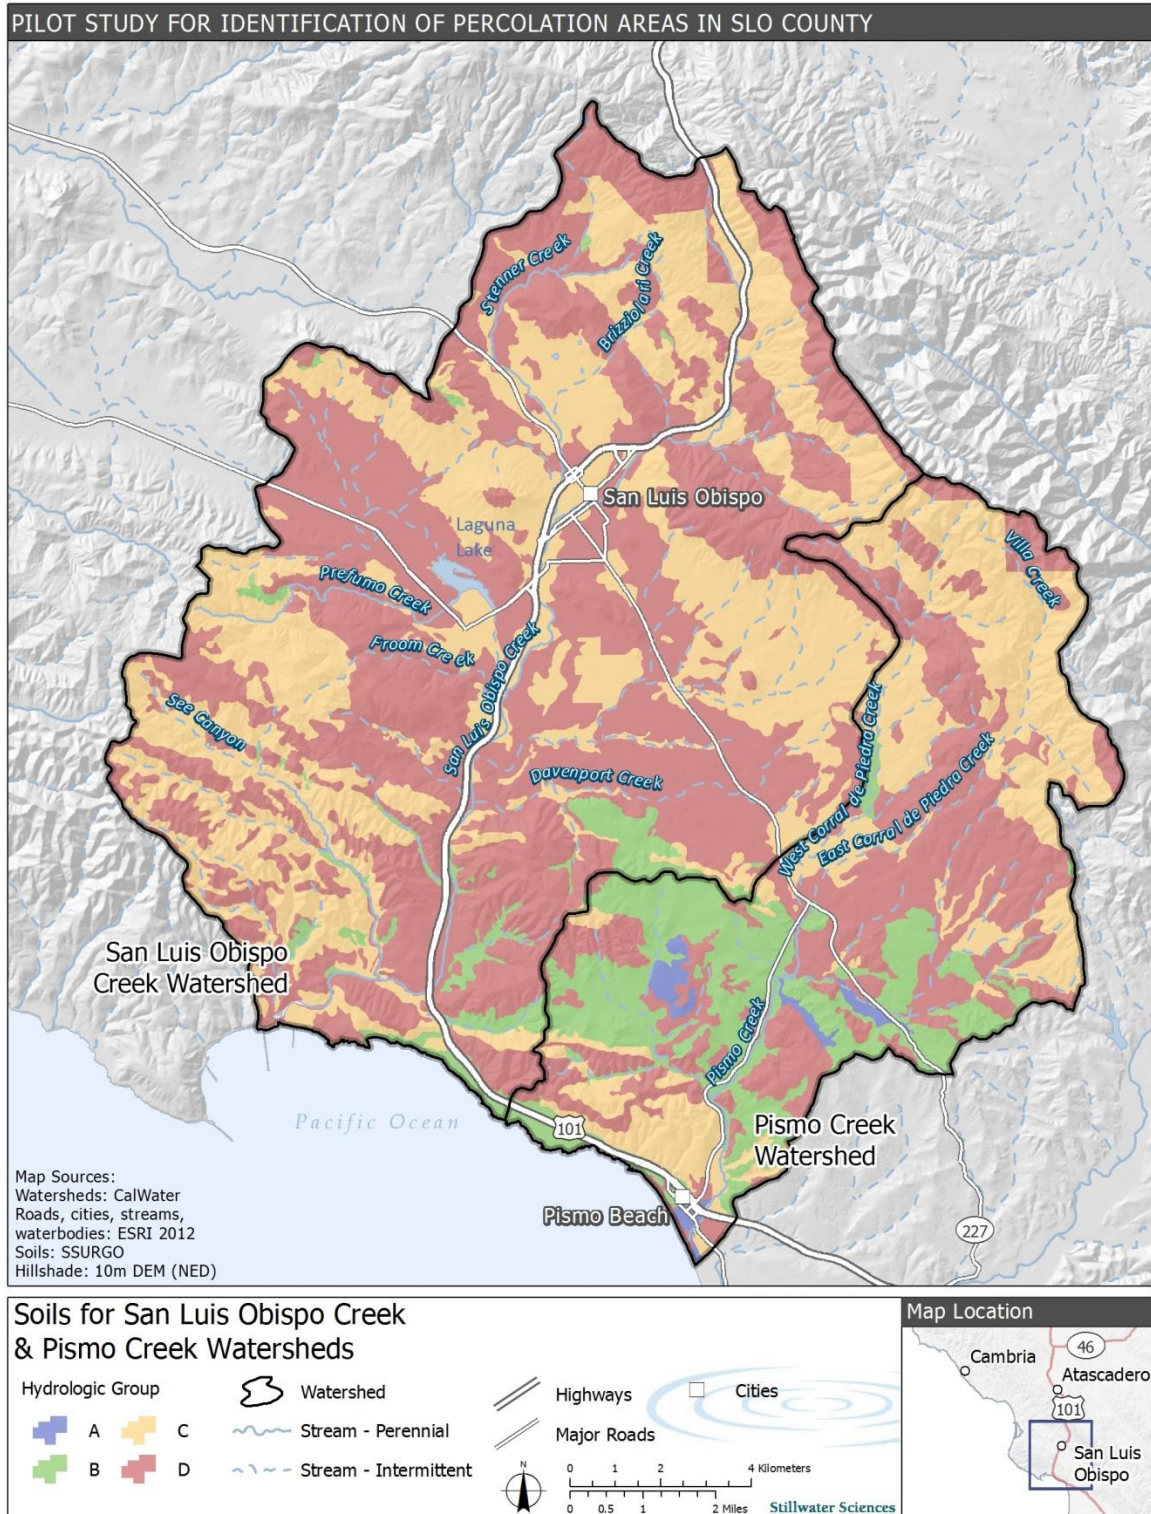 PILOT STUDY FOR IDENTIFICATION OF PERCOLATION AREAS IN SLO COUNTY
Stenner Creek
Brizziolari Creek
San Luis Obispo
Laguna
Lake
Villa Creek
Prefumo Creek
Froom Creek
San Luis Obispo Creek
See Canyon
Davenport Creek
West Corral de Piedra Creek
East Corral de Piedra Creek
San Luis Obispo
Creek Watershed
Pismo Creek
Pacific Ocean
101
Pismo Creek
Watershed
Pismo Beach
227
Map Sources:
Watersheds: CalWater
Roads, cities, streams,
waterbodies: ESRI 2012
Soils: SSURGO
Hillshade: 10m DEM (NED)
Soils for San Luis Obispo Creek
& Pismo Creek Watersheds
Hydrologic Group
A
C
B
D
Watershed
Stream - Perennial
Stream - Intermittent
Highways
Major Roads
Cities
N
0 1 2 4 Kilometers
0 0.5 1 2 Miles
Stillwater Sciences
Map Location
46
Cambria
Atascadero
101
San Luis
Obispo